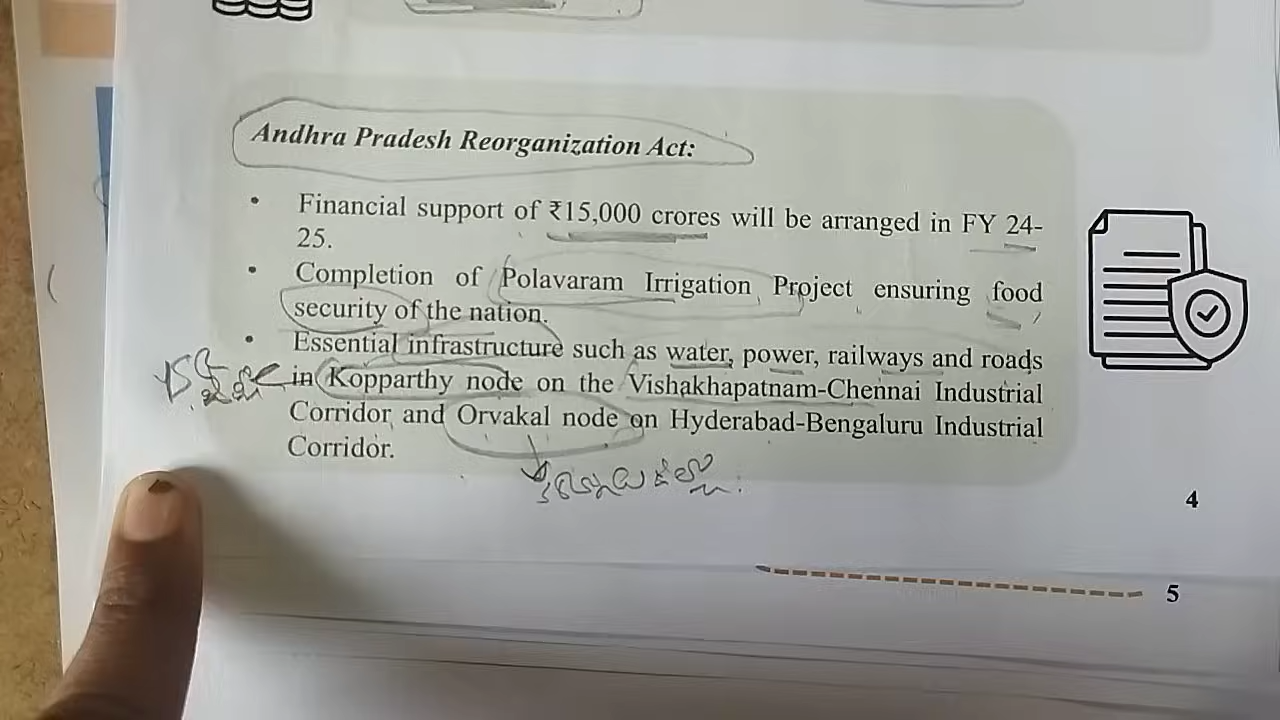 Andhra Pradesh Reorganization Act:
• Financial support of ₹15,000 crores will be arranged in FY 24-
25.
• Completion of Polavaram Irrigation Project ensuring food
security of the nation.
• Essential infrastructure such as water, power, railways and roads
in Kopparthy node on the Vishakhapatnam-Chennai Industrial
Corridor and Orvakal node on Hyderabad-Bengaluru Industrial
Corridor.
4
5